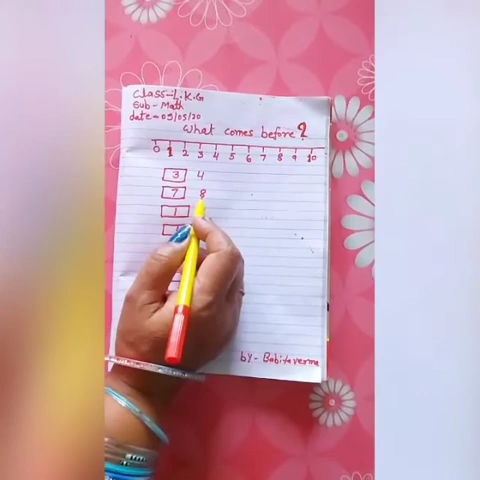 Class-L.K.G
Sub - Math
date = 09/05/20
What comes before?
0 1 2 3 4 5 6 7 8 9 10
3 4
7 8
1
by - Babita verma